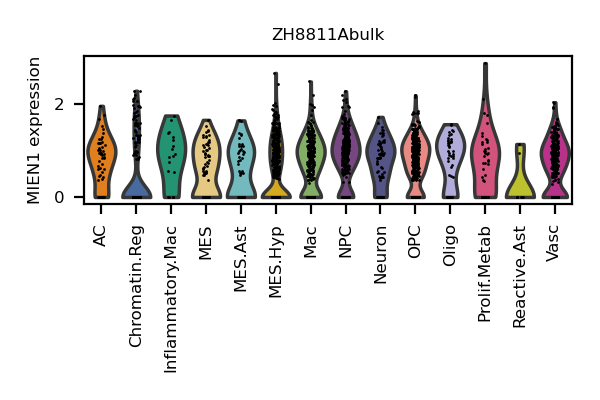 ZH8811Abulk
MIEN1 expression
2
0
AC
Chromatin.Reg
Inflammatory.Mac
MES
MES.Ast
MES.Hyp
Mac
NPC
Neuron
OPC
Oligo
Prolif.Metab
Reactive.Ast
Vasc